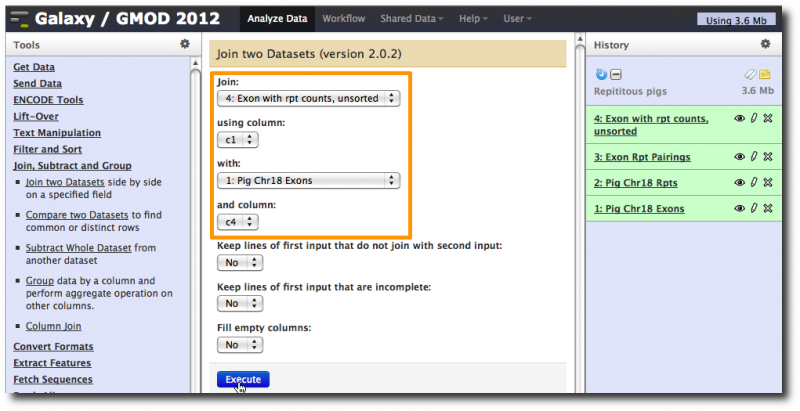 Galaxy / GMOD 2012
Analyze Data
Workflow
Shared Data
Help
User
Using 3.6 Mb
Tools
Get Data
Send Data
ENCODE Tools
Lift-Over
Text Manipulation
Filter and Sort
Join, Subtract and Group
Join two Datasets side by side
on a specified field
Compare two Datasets to find
common or distinct rows
Subtract Whole Dataset from
another dataset
Group data by a column and
perform aggregate operation on
other columns.
Column Join
Convert Formats
Extract Features
Fetch Sequences
Join two Datasets (version 2.0.2)
Join:
4: Exon with rpt counts, unsorted
using column:
c1
with:
1: Pig Chr18 Exons
and column:
c4
Keep lines of first input that do not join with second input:
No
Keep lines of first input that are incomplete:
No
Fill empty columns:
No
Execute
History
Repititous pigs
3.6 Mb
4: Exon with rpt counts,
unsorted
3: Exon Rpt Pairings
2: Pig Chr18 Rpts
1: Pig Chr18 Exons